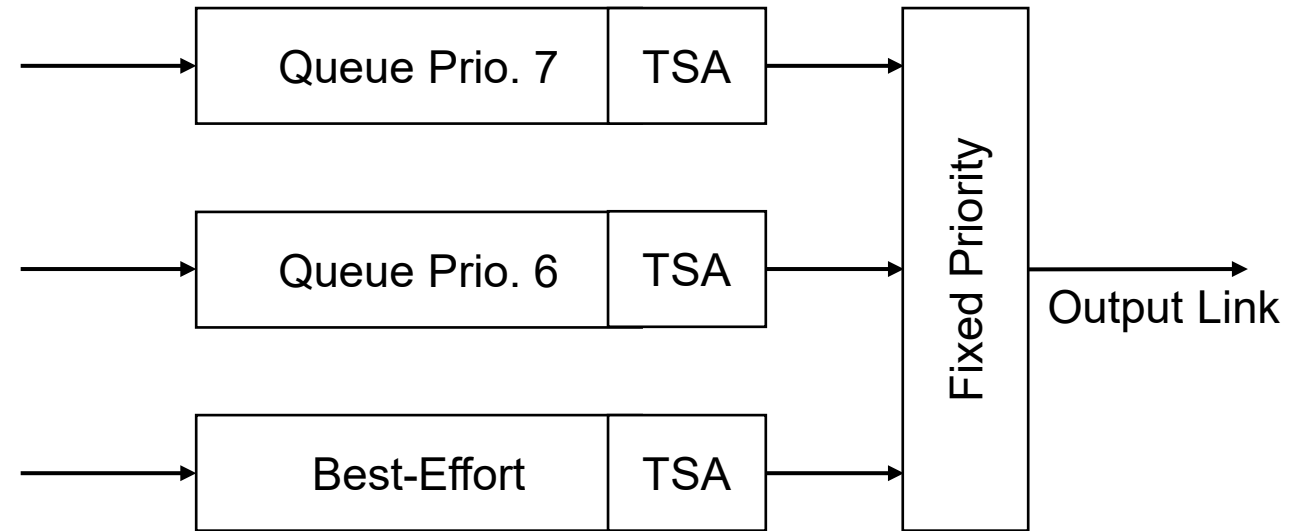 Queue Prio. 7 TSA
Queue Prio. 6 TSA
Fixed Priority
Output Link
Best-Effort TSA